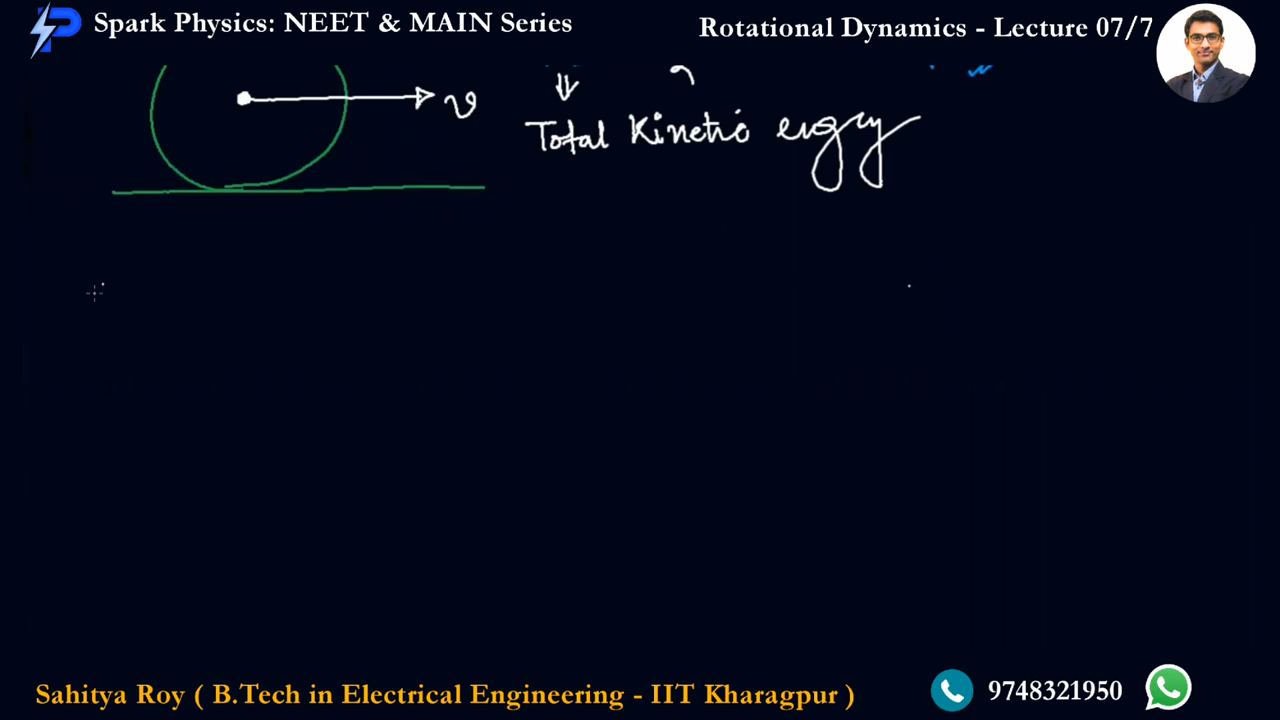 Spark Physics: NEET & MAIN Series
Rotational Dynamics - Lecture 07/7
v
Total Kinetic
Sahitya Roy ( B.Tech in Electrical Engineering - IIT Kharagpur )
9748321950